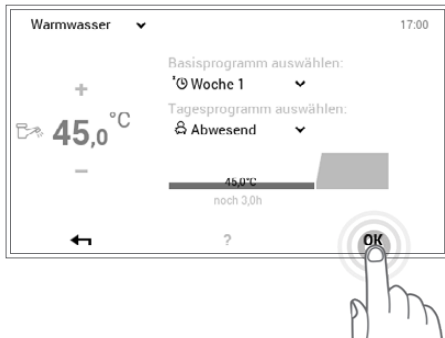 Warmwasser 17:00
Basisprogramm auswählen:
Woche 1
Tagesprogramm auswählen:
Abwesend
+
45,0°C
−
45,0°C
noch 3,0h
? OK